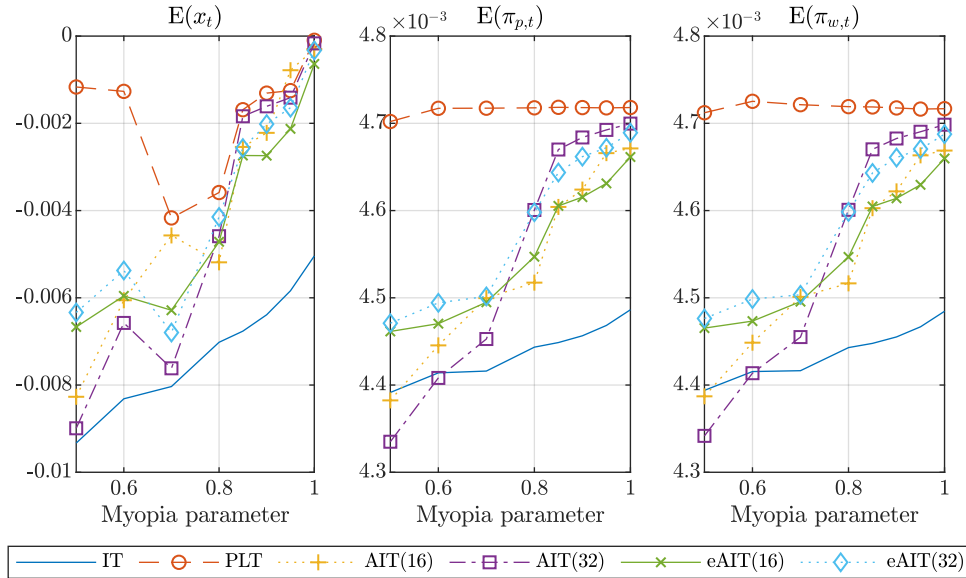 E(x_t)
0
-0.002
-0.004
-0.006
-0.008
-0.01
0.6 0.8 1
Myopia parameter
E(π_{p,t})
4.8 ×10^{-3}
4.7
4.6
4.5
4.4
4.3
0.6 0.8 1
Myopia parameter
E(π_{w,t})
4.8 ×10^{-3}
4.7
4.6
4.5
4.4
4.3
0.6 0.8 1
Myopia parameter
IT PLT AIT(16) AIT(32) eAIT(16) eAIT(32)